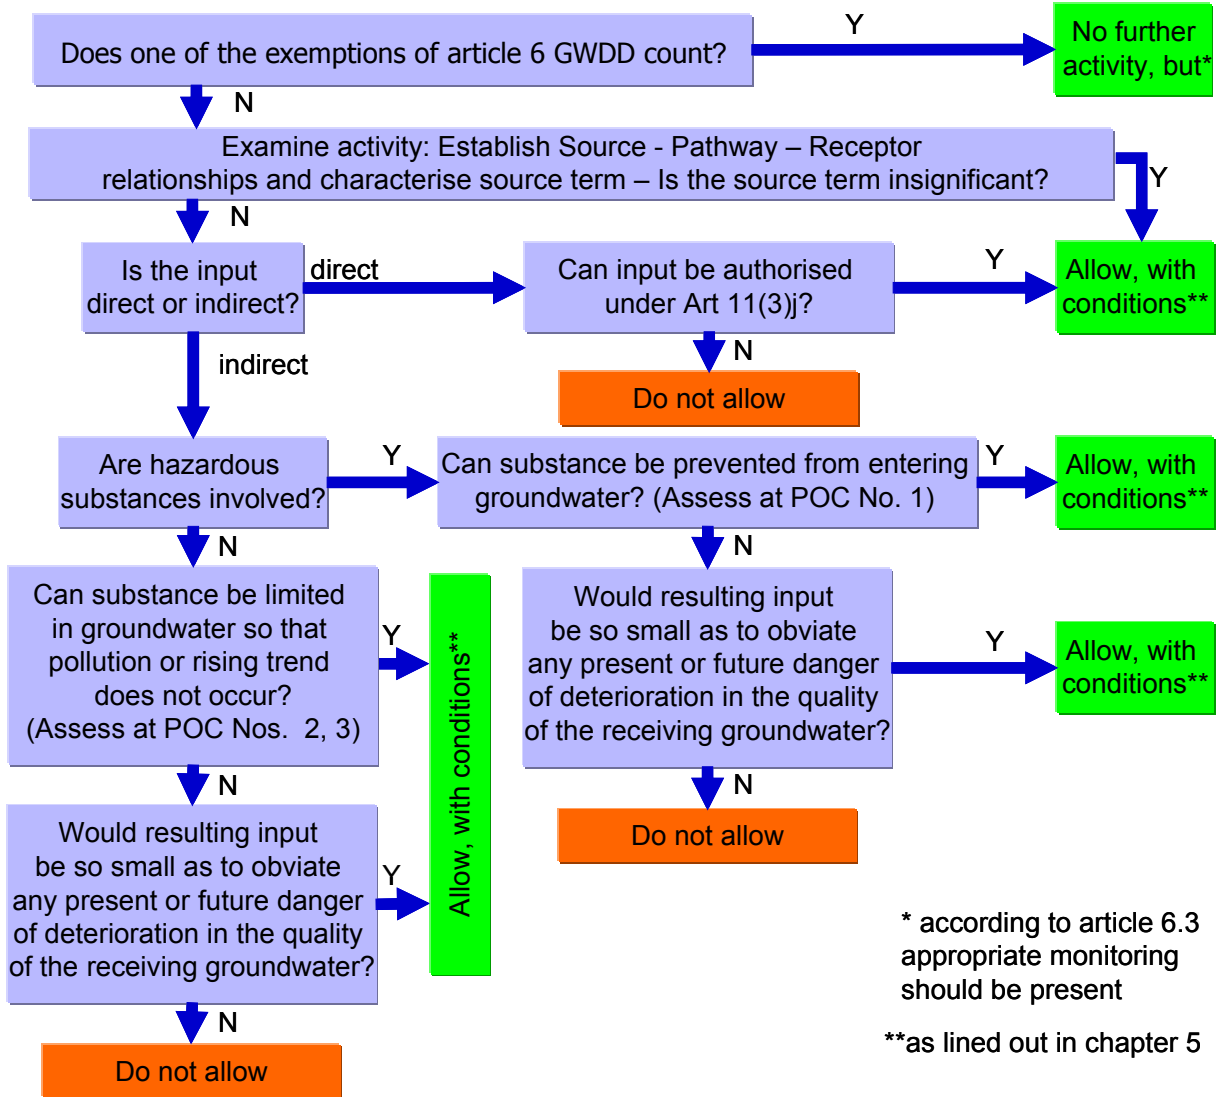 Does one of the exemptions of article 6 GWDD count?
Y
No further
activity, but*
N
Examine activity: Establish Source - Pathway – Receptor
relationships and characterise source term – Is the source term insignificant?
Y
N
Is the input
direct or indirect?
direct
Can input be authorised
under Art 11(3)j?
Y
Allow, with
conditions**
N
Do not allow
indirect
Are hazardous
substances involved?
Y
Can substance be prevented from entering
groundwater? (Assess at POC No. 1)
Y
Allow, with
conditions**
N
N
Can substance be limited
in groundwater so that
pollution or rising trend
does not occur?
(Assess at POC Nos. 2, 3)
Y
Allow, with conditions**
Would resulting input
be so small as to obviate
any present or future danger
of deterioration in the quality
of the receiving groundwater?
Y
Allow, with
conditions**
N
Do not allow
N
Would resulting input
be so small as to obviate
any present or future danger
of deterioration in the quality
of the receiving groundwater?
Y
N
Do not allow
* according to article 6.3
appropriate monitoring
should be present
**as lined out in chapter 5